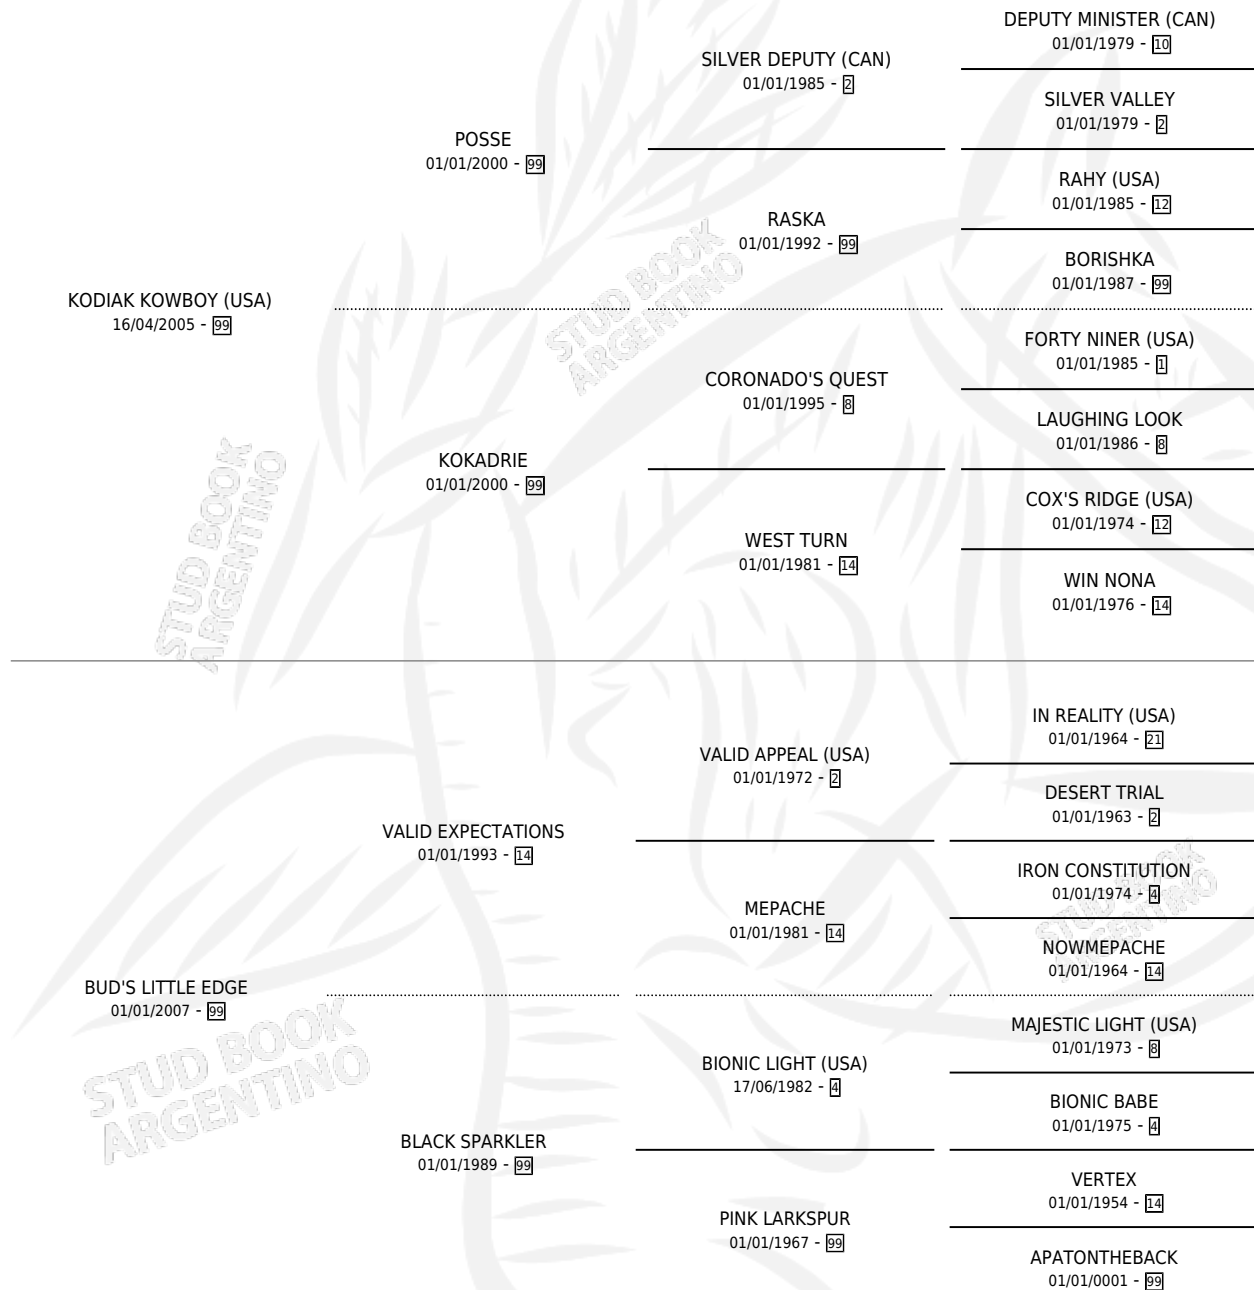 DEPUTY MINISTER (CAN)
01/01/1979 - 10
SILVER DEPUTY (CAN)
01/01/1985 - 2
SILVER VALLEY
01/01/1979 - 2
POSSE
01/01/2000 - 99
RAHY (USA)
01/01/1985 - 12
RASKA
01/01/1992 - 99
BORISHKA
01/01/1987 - 99
KODIAK KOWBOY (USA)
16/04/2005 - 99
FORTY NINER (USA)
01/01/1985 - 1
CORONADO'S QUEST
01/01/1995 - 8
LAUGHING LOOK
01/01/1986 - 8
KOKADRIE
01/01/2000 - 99
COX'S RIDGE (USA)
01/01/1974 - 12
WEST TURN
01/01/1981 - 14
WIN NONA
01/01/1976 - 14
IN REALITY (USA)
01/01/1964 - 21
VALID APPEAL (USA)
01/01/1972 - 2
DESERT TRIAL
01/01/1963 - 2
VALID EXPECTATIONS
01/01/1993 - 14
IRON CONSTITUTION
01/01/1974 - 4
MEPACHE
01/01/1981 - 14
NOWMEPACHE
01/01/1964 - 14
BUD'S LITTLE EDGE
01/01/2007 - 99
MAJESTIC LIGHT (USA)
01/01/1973 - 8
BIONIC LIGHT (USA)
17/06/1982 - 4
BIONIC BABE
01/01/1975 - 4
BLACK SPARKLER
01/01/1989 - 99
VERTEX
01/01/1954 - 14
PINK LARKSPUR
01/01/1967 - 99
APATONTHEBACK
01/01/0001 - 99
STUD BOOK
ARGENTINO
STUD BOOK
ARGENTINO
STUD BOOK
ARGENTINO
STUD BOOK
ARGENTINO